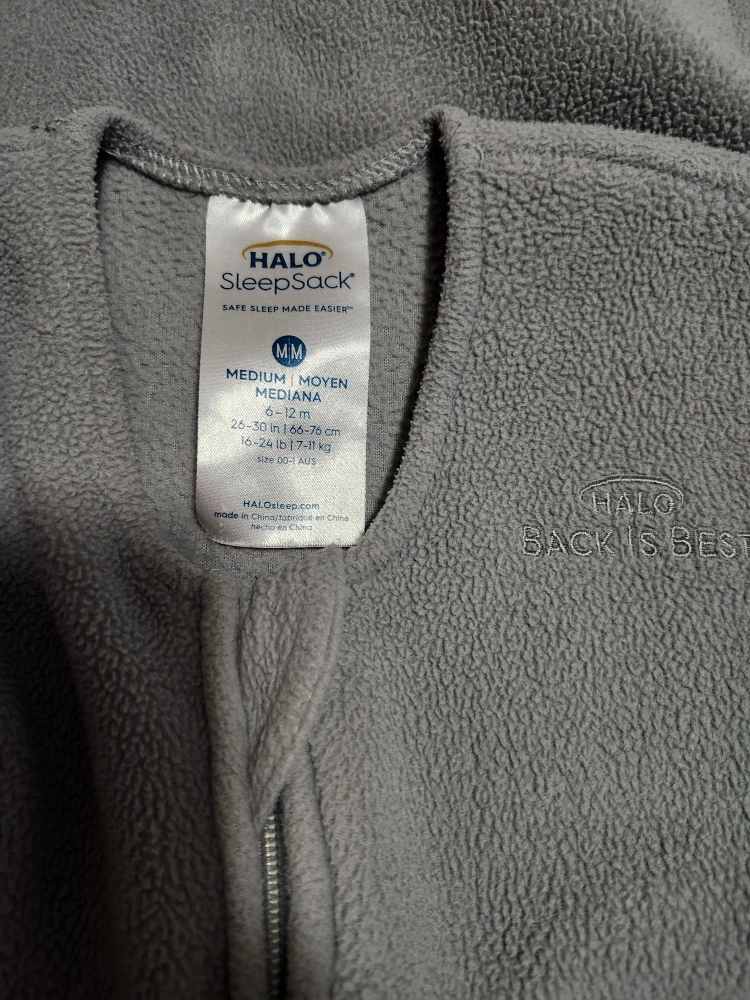 HALO®
SleepSack®
SAFE SLEEP MADE EASIER™
M|M
MEDIUM | MOYEN
MEDIANA
6–12 m
26-30 in | 66-76 cm
16-24 lb | 7-11 kg
size 00-1 AUS
HALOsleep.com
made in China/fabriqué en Chine
hecho en China
HALO
BACK IS BEST